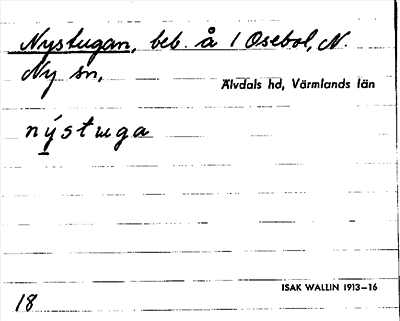 Nystugan, beb. å 1 Osebol, N.
Ny sn,
Älvdals hd, Värmlands län
nýstuga
ISAK WALLIN 1913–16
18